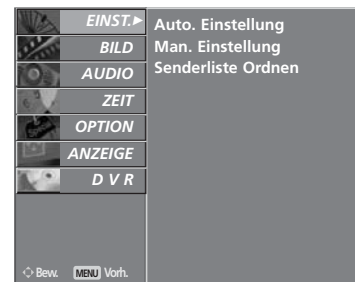 EINST.
BILD
AUDIO
ZEIT
OPTION
ANZEIGE
D V R
Auto. Einstellung
Man. Einstellung
Senderliste Ordnen
Bew. MENU Vorh.